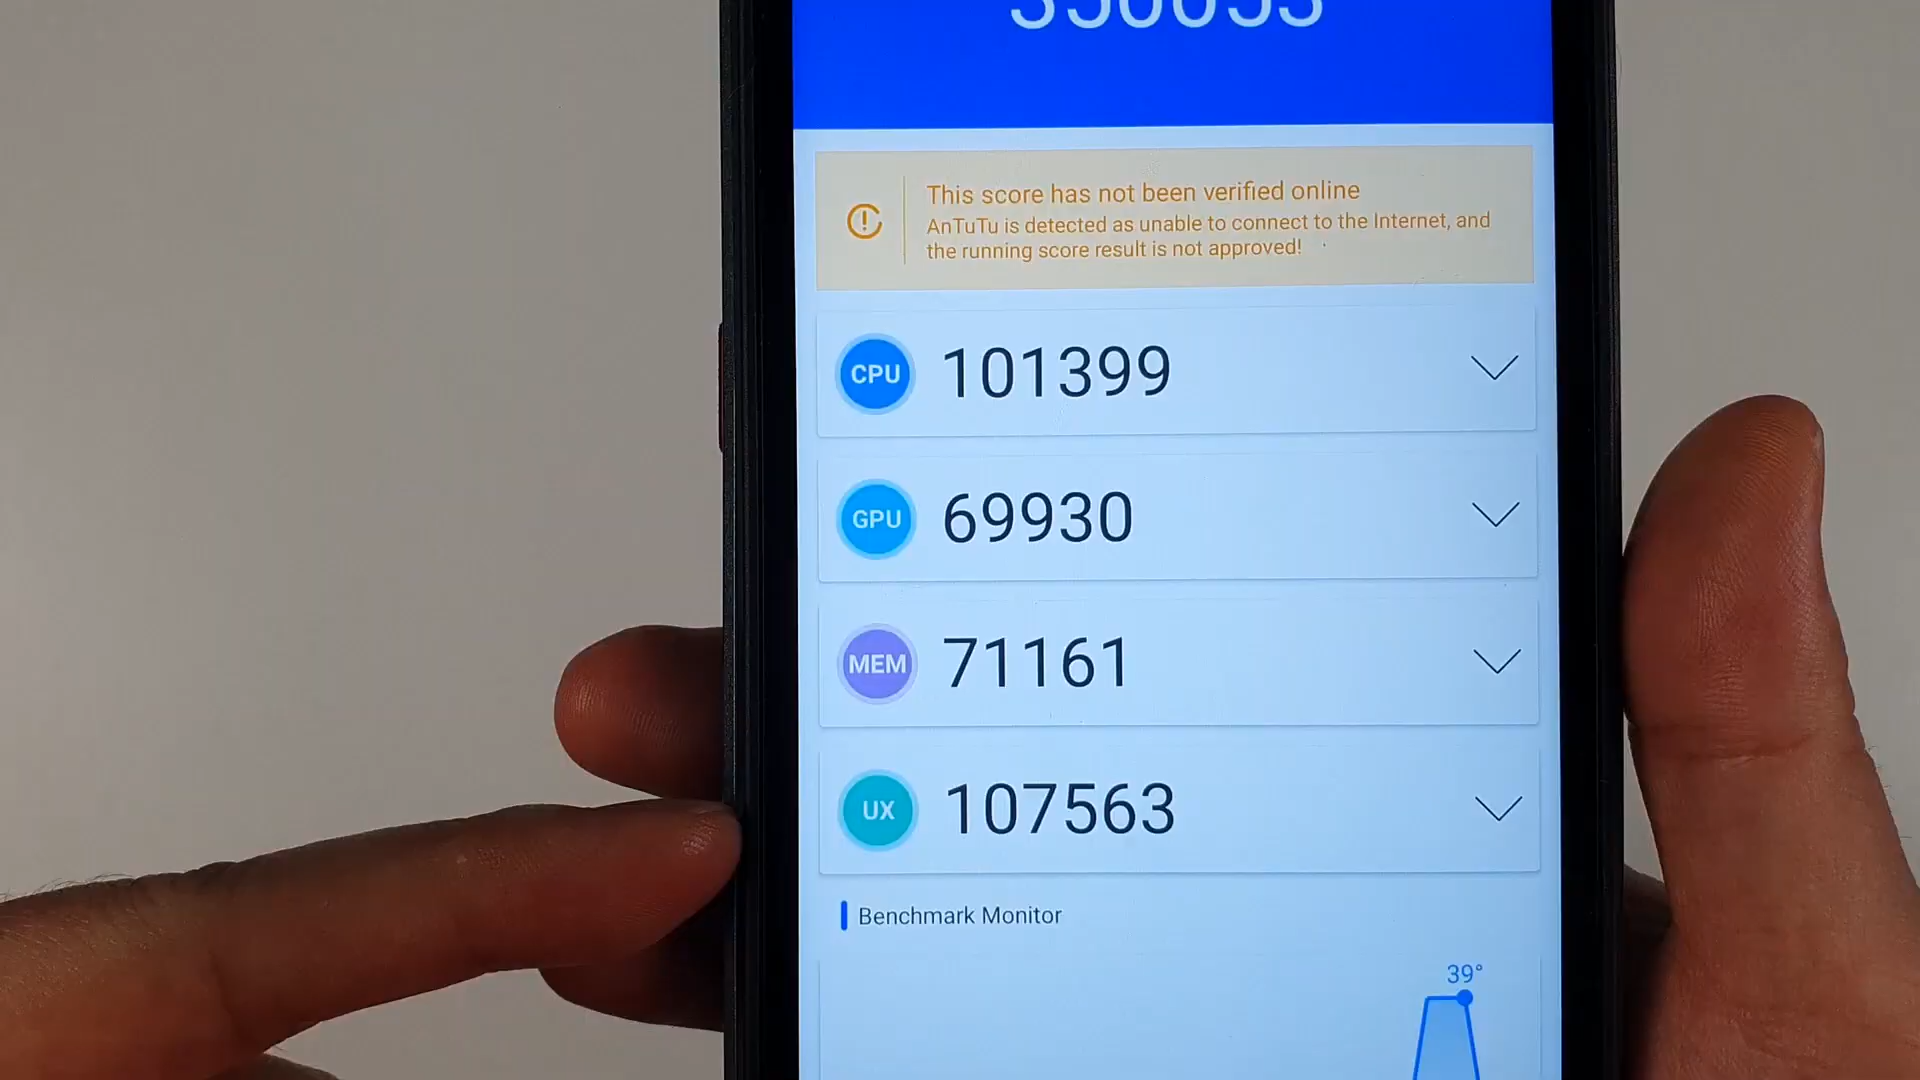 350053
This score has not been verified online
AnTuTu is detected as unable to connect to the Internet, and
the running score result is not approved!
CPU 101399
GPU 69930
MEM 71161
UX 107563
Benchmark Monitor
39°